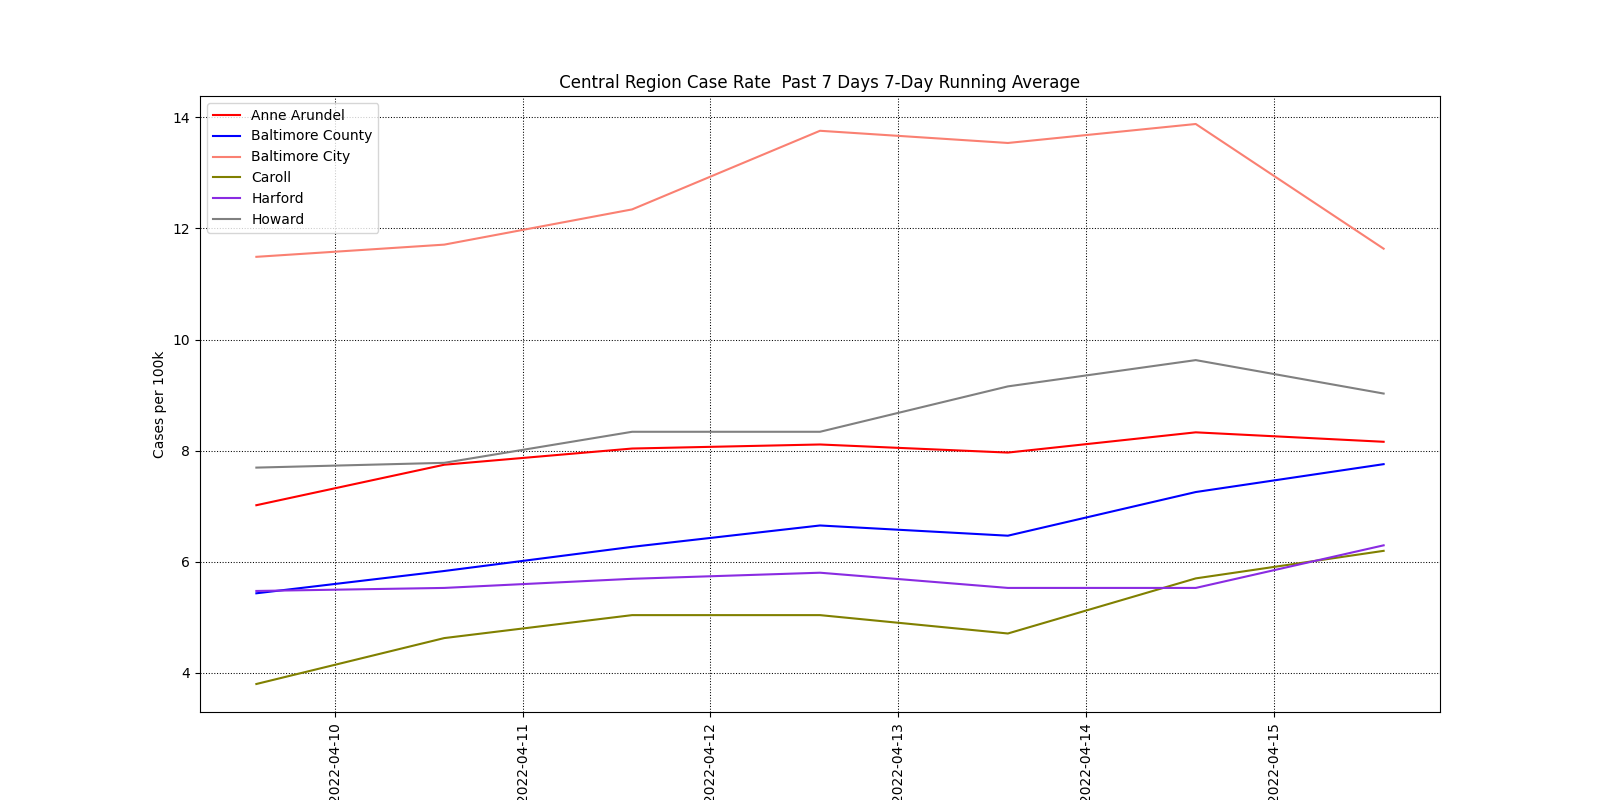 Central Region Case Rate  Past 7 Days 7-Day Running Average
Anne Arundel
Baltimore County
Baltimore City
Caroll
Harford
Howard
14
12
10
8
6
4
Cases per 100k
2022-04-10
2022-04-11
2022-04-12
2022-04-13
2022-04-14
2022-04-15